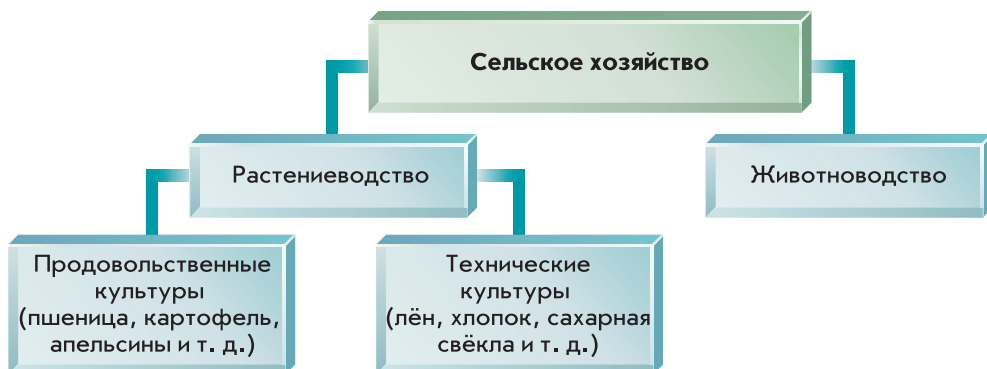 Сельское хозяйство
Растениеводство
Животноводство
Продовольственные
культуры
(пшеница, картофель,
апельсины и т. д.)
Технические
культуры
(лён, хлопок, сахарная
свёкла и т. д.)